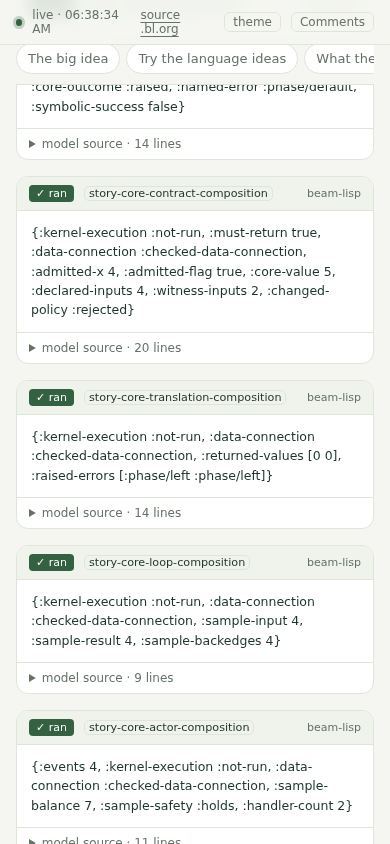 live · 06:38:34 AM
source .bl.org
theme
Comments
The big idea
Try the language ideas
What the
:core-outcome :raised, :named-error :phase/default,
:symbolic-success false}
▶ model source · 14 lines
✓ ran story-core-contract-composition beam-lisp
{:kernel-execution :not-run, :must-return true,
:data-connection :checked-data-connection,
:admitted-x 4, :admitted-flag true, :core-value 5,
:declared-inputs 4, :witness-inputs 2, :changed-
policy :rejected}
▶ model source · 20 lines
✓ ran story-core-translation-composition beam-lisp
{:kernel-execution :not-run, :data-connection
:checked-data-connection, :returned-values [0 0],
:raised-errors [:phase/left :phase/left]}
▶ model source · 14 lines
✓ ran story-core-loop-composition beam-lisp
{:kernel-execution :not-run, :data-connection
:checked-data-connection, :sample-input 4,
:sample-result 4, :sample-backedges 4}
▶ model source · 9 lines
✓ ran story-core-actor-composition beam-lisp
{:events 4, :kernel-execution :not-run, :data-
connection :checked-data-connection, :sample-
balance 7, :sample-safety :holds, :handler-count 2}
▶ model source · 11 lines